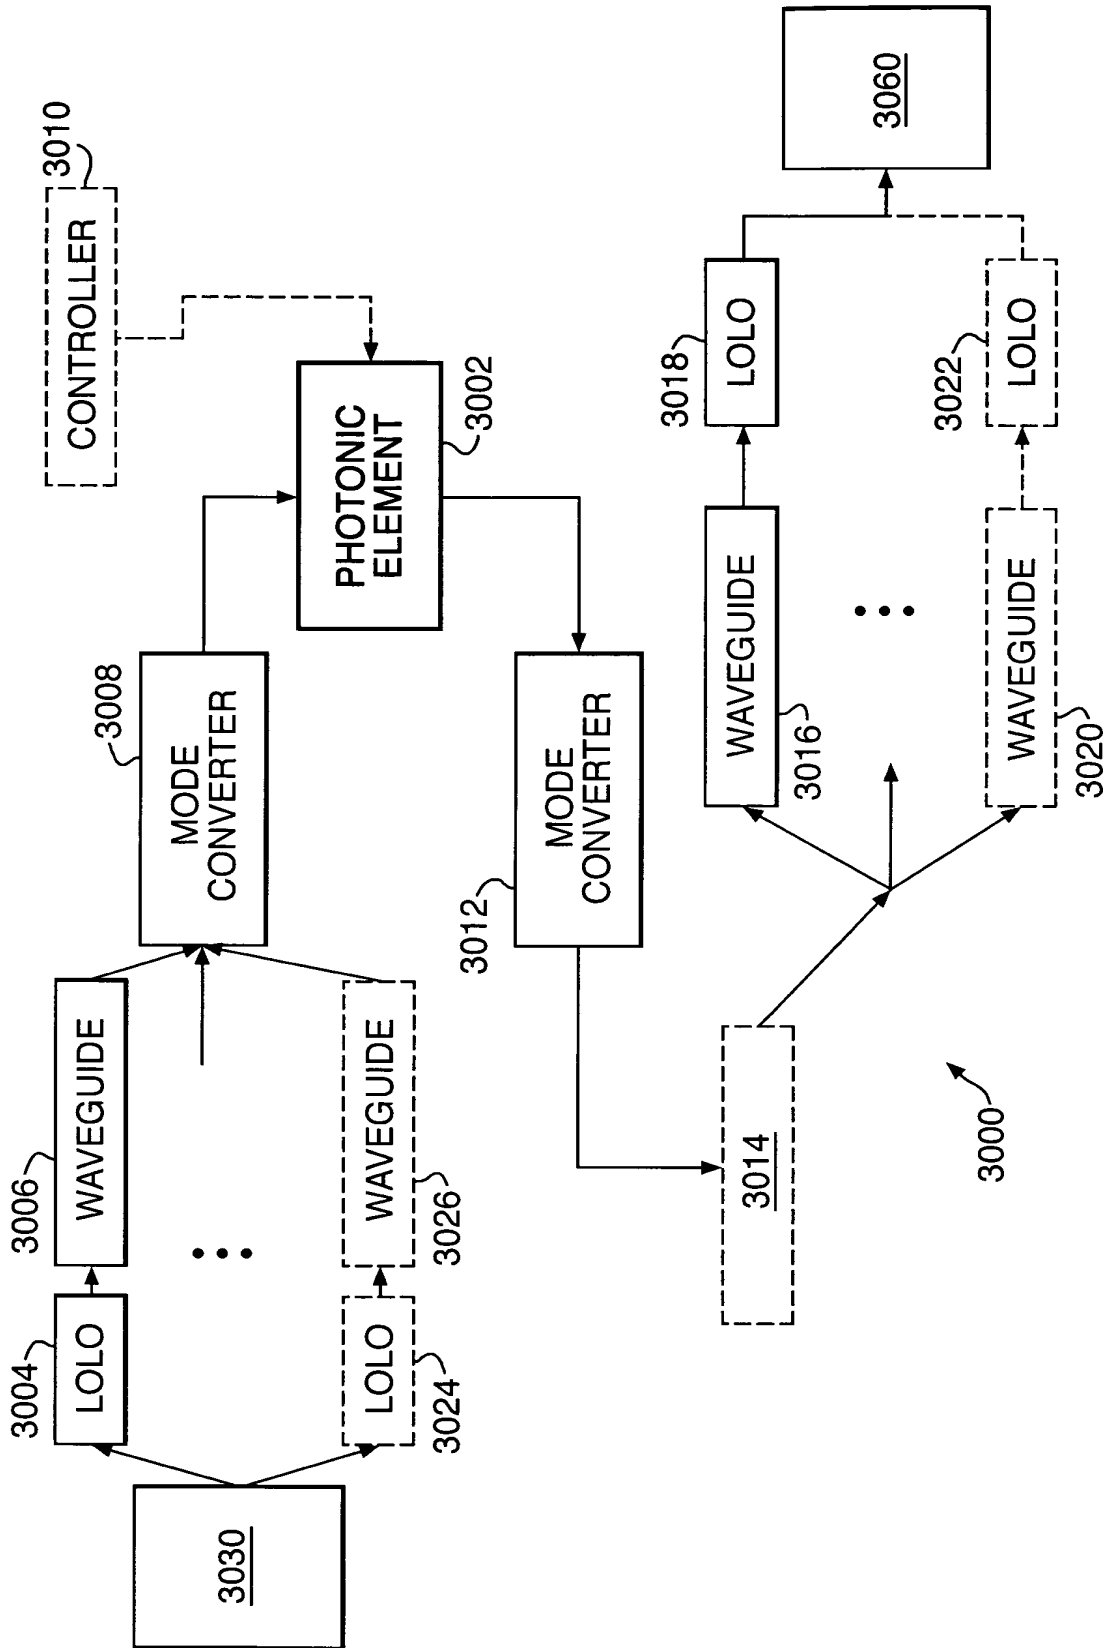 3030
3004
LOLO
3006
WAVEGUIDE
LOLO
3024
WAVEGUIDE
3026
3008
MODE
CONVERTER
CONTROLLER
3010
PHOTONIC
ELEMENT
3002
3012
MODE
CONVERTER
3014
WAVEGUIDE
3016
3018
LOLO
WAVEGUIDE
3020
3022
LOLO
3060
3000